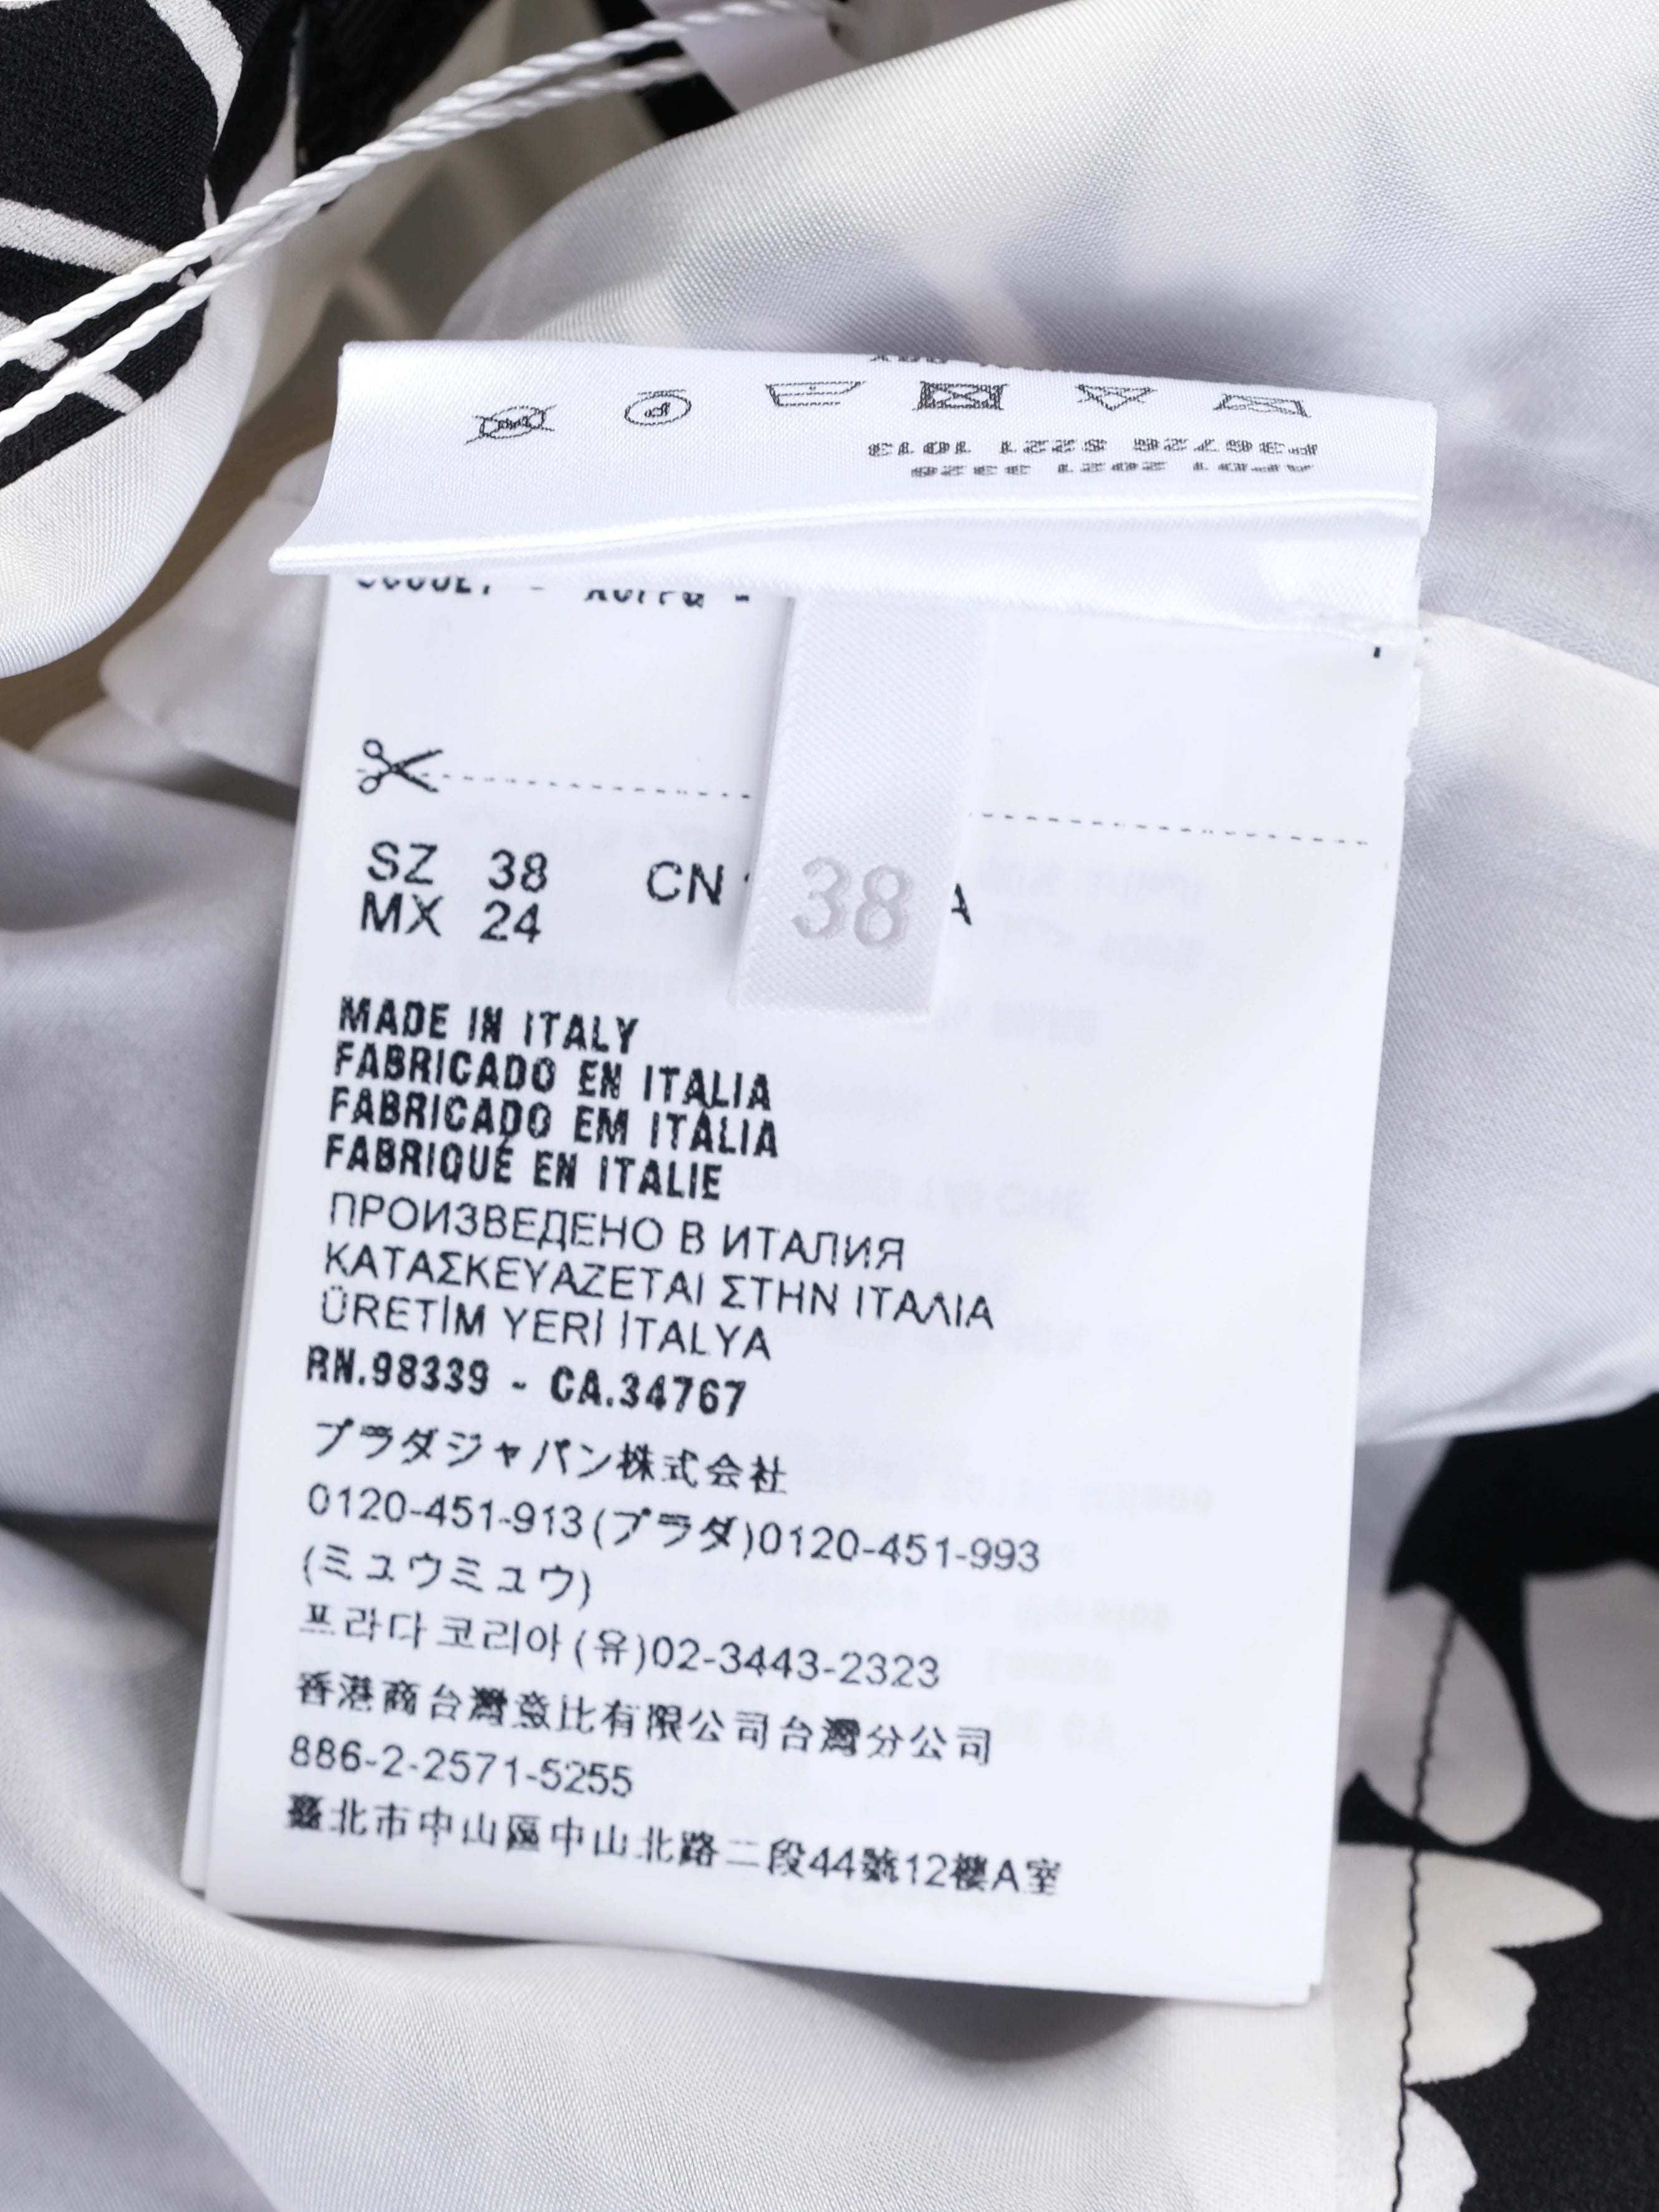 P36726 S221 1013
SZ 38 CN A
38
MX 24
MADE IN ITALY
FABRICADO EN ITALIA
FABRICADO EM ITÁLIA
FABRIQUÉ EN ITALIE
ПРОИЗВЕДЕНО В ИТАЛИЯ
ΚΑΤΑΣΚΕΥΑΖΕΤΑΙ ΣΤΗΝ ΙΤΑΛΙΑ
ÜRETİM YERİ İTALYA
RN.98339 - CA.34767
プラダジャパン株式会社
0120-451-913(プラダ)0120-451-993
(ミュウミュウ)
프라다코리아(유)02-3443-2323
香港商台灣發比有限公司台灣分公司
886-2-2571-5255
臺北市中山區中山北路二段44號12樓A室